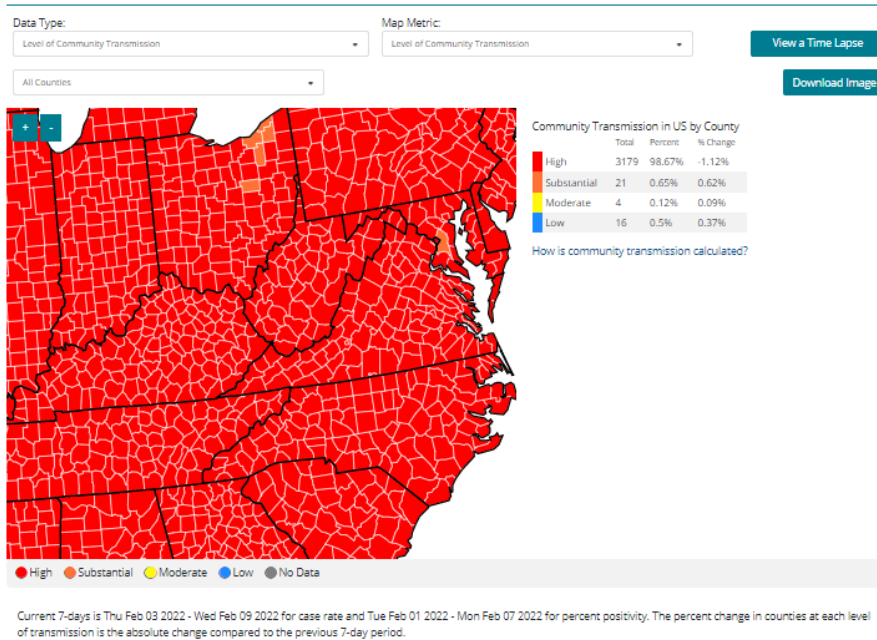 Data Type:
Map Metric:
Level of Community Transmission
Level of Community Transmission
View a Time Lapse
All Counties
Download Image
+ -
Community Transmission in US by County
Total Percent % Change
High 3179 98.67% -1.12%
Substantial 21 0.65% 0.62%
Moderate 4 0.12% 0.09%
Low 16 0.5% 0.37%
How is community transmission calculated?
High Substantial Moderate Low No Data
Current 7-days is Thu Feb 03 2022 - Wed Feb 09 2022 for case rate and Tue Feb 01 2022 - Mon Feb 07 2022 for percent positivity. The percent change in counties at each level
of transmission is the absolute change compared to the previous 7-day period.